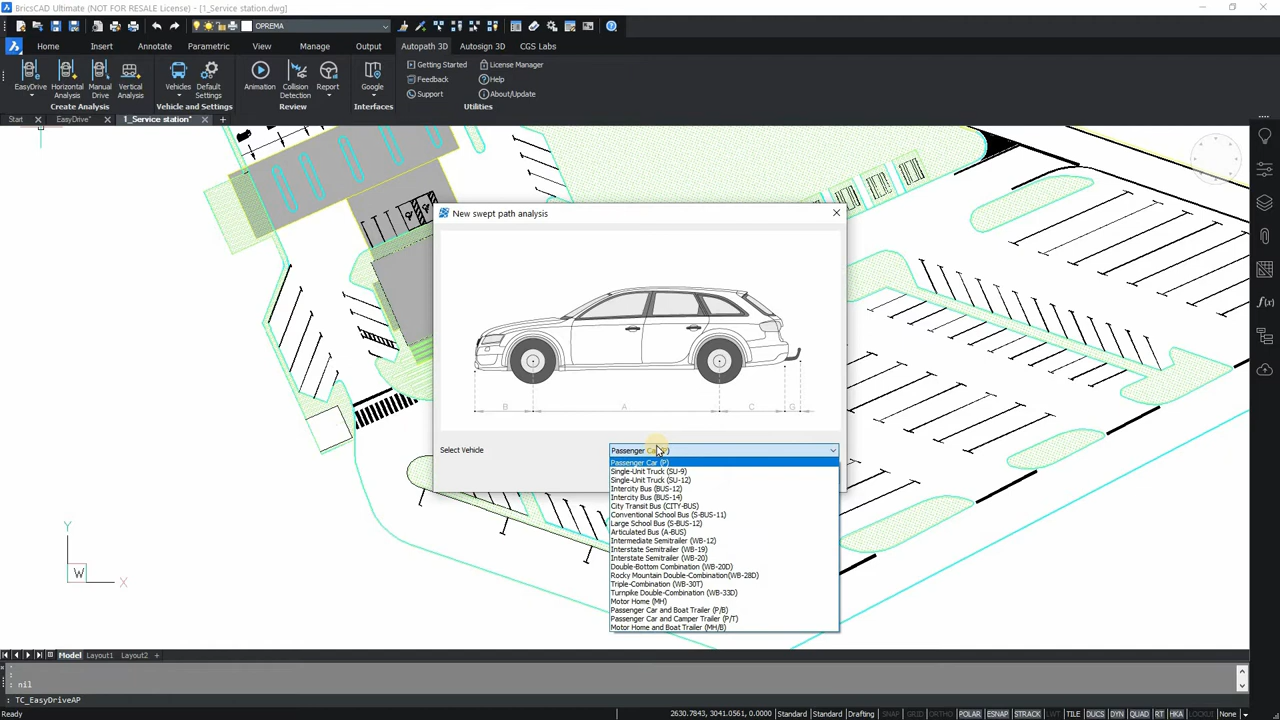 BricsCAD Ultimate (NOT FOR RESALE License) - [1_Service station.dwg]
OPREMA
Home Insert Annotate Parametric View Manage Output Autopath 3D Autosign 3D CGS Labs
EasyDrive
Horizontal Analysis
Manual Drive
Vertical Analysis
Create Analysis
Vehicles
Default Settings
Vehicle and Settings
Animation
Collision Detection
Report
Review
Google
Interfaces
Getting Started
License Manager
Feedback
Help
Support
About/Update
Utilities
Start EasyDrive* 1_Service station*
New swept path analysis
B A C G
Select Vehicle
Passenger Car (P)
Passenger Car (P)
Single-Unit Truck (SU-9)
Single-Unit Truck (SU-12)
Intercity Bus (BUS-12)
Intercity Bus (BUS-14)
City Transit Bus (CITY-BUS)
Conventional School Bus (S-BUS-11)
Large School Bus (S-BUS-12)
Articulated Bus (A-BUS)
Intermediate Semitrailer (WB-12)
Interstate Semitrailer (WB-19)
Interstate Semitrailer (WB-20)
Double-Bottom Combination (WB-20D)
Rocky Mountain Double-Combination(WB-28D)
Triple-Combination (WB-30T)
Turnpike Double-Combination (WB-33D)
Motor Home (MH)
Passenger Car and Boat Trailer (P/B)
Passenger Car and Camper Trailer (P/T)
Motor Home and Boat Trailer (MH/B)
Y
W
X
Model Layout1 Layout2 +
:
:
: nil
: TC_EasyDriveAP
Ready
2630.7843, 3041.0561, 0.0000 Standard Standard Drafting SNAP GRID ORTHO POLAR ESNAP STRACK LWT TILE DUCS DYN QUAD RT HKA LOCKUI None